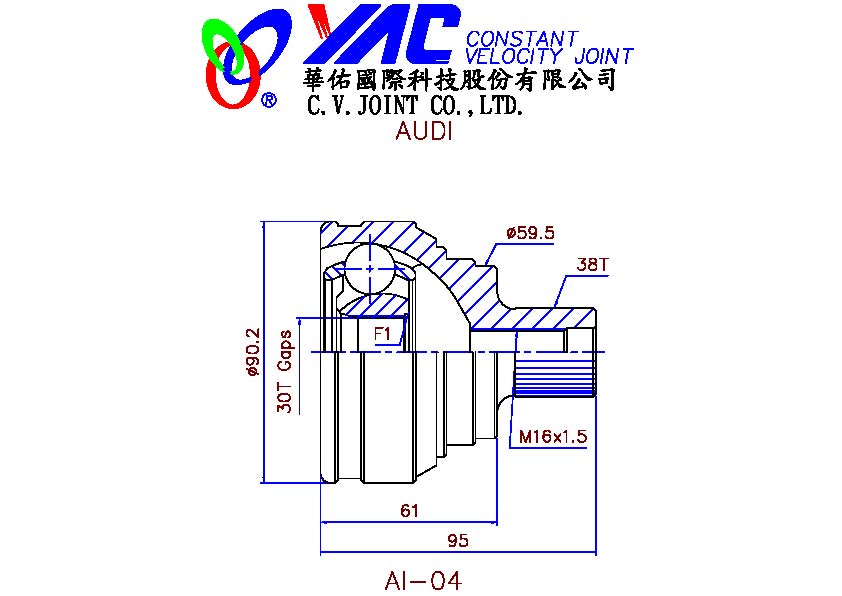 YAC CONSTANT
VELOCITY JOINT
®
華佑國際科技股份有限公司
C.V.JOINT CO.,LTD.
AUDI
ø59.5
38T
F1
ø90.2
30T Gaps
M16x1.5
61
95
AI-04